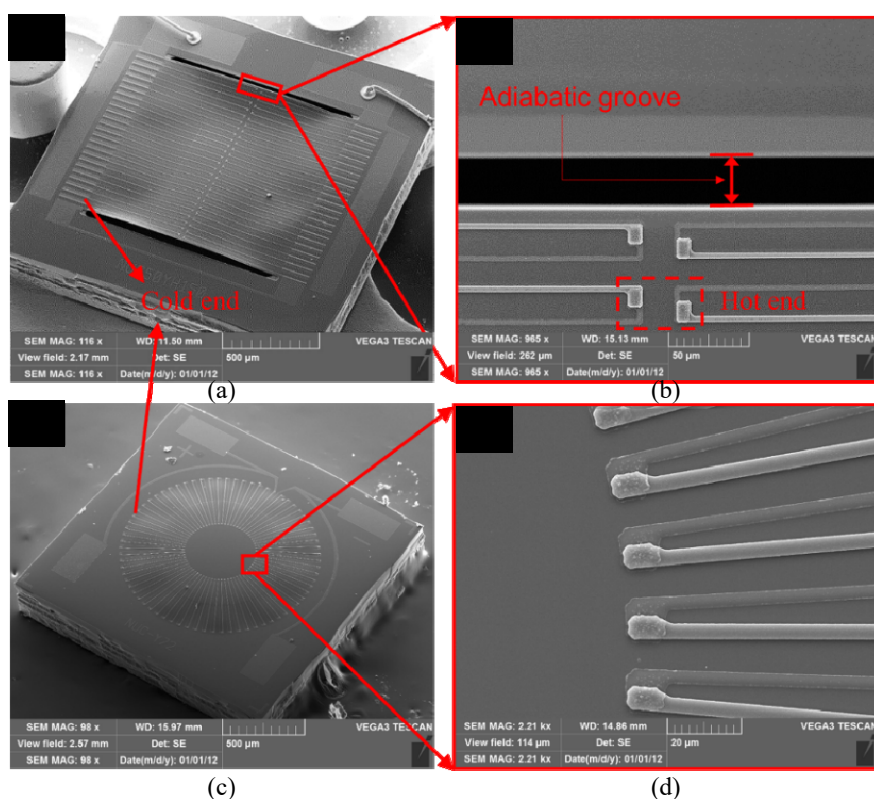 Adiabatic groove
Cold end
Hot end
SEM MAG: 116 x WD: 11.50 mm VEGA3 TESCAN
View field: 2.17 mm Det: SE 500 µm
SEM MAG: 116 x Date(m/d/y): 01/01/12
SEM MAG: 965 x WD: 15.13 mm VEGA3 TESCAN
View field: 262 µm Det: SE 50 µm
SEM MAG: 965 x Date(m/d/y): 01/01/12
(a)
(b)
SEM MAG: 98 x WD: 15.97 mm VEGA3 TESCAN
View field: 2.57 mm Det: SE 500 µm
SEM MAG: 98 x Date(m/d/y): 01/01/12
SEM MAG: 2.21 kx WD: 14.86 mm VEGA3 TESCAN
View field: 114 µm Det: SE 20 µm
SEM MAG: 2.21 kx Date(m/d/y): 01/01/12
(c)
(d)